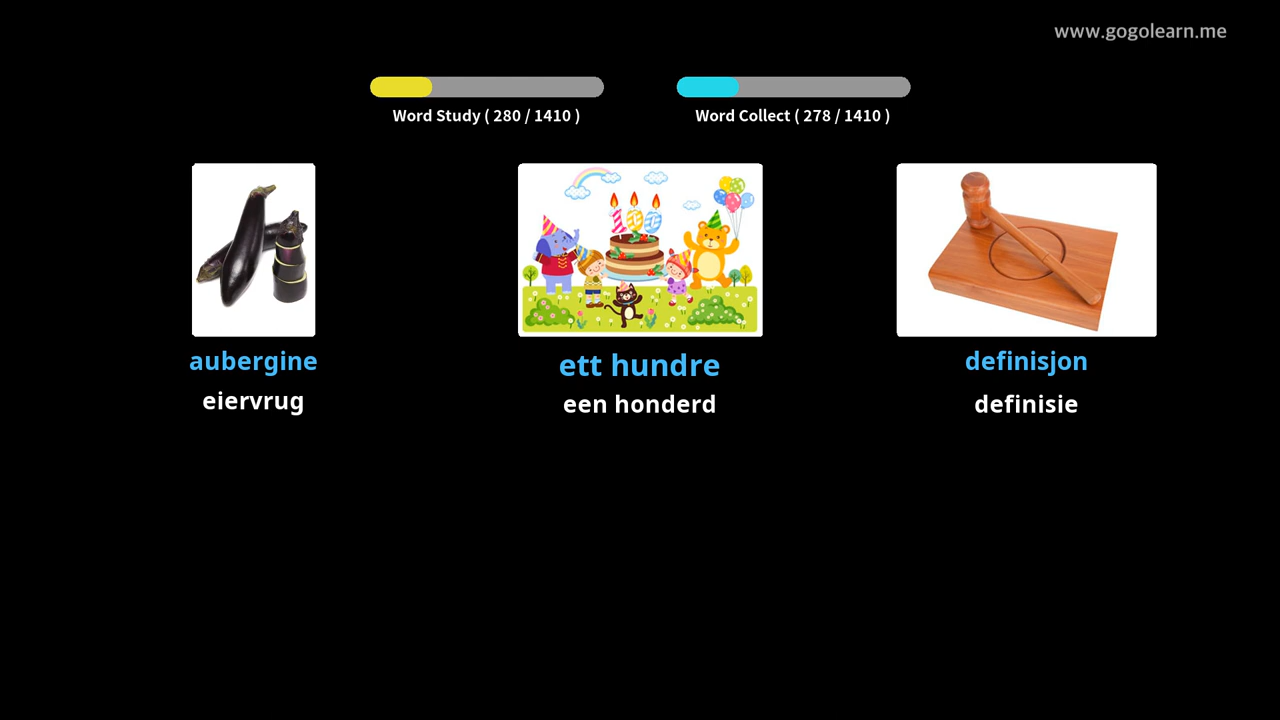 www.gogolearn.me
Word Study ( 280 / 1410 )
Word Collect ( 278 / 1410 )
100
aubergine
eiervrug
ett hundre
een honderd
definisjon
definisie